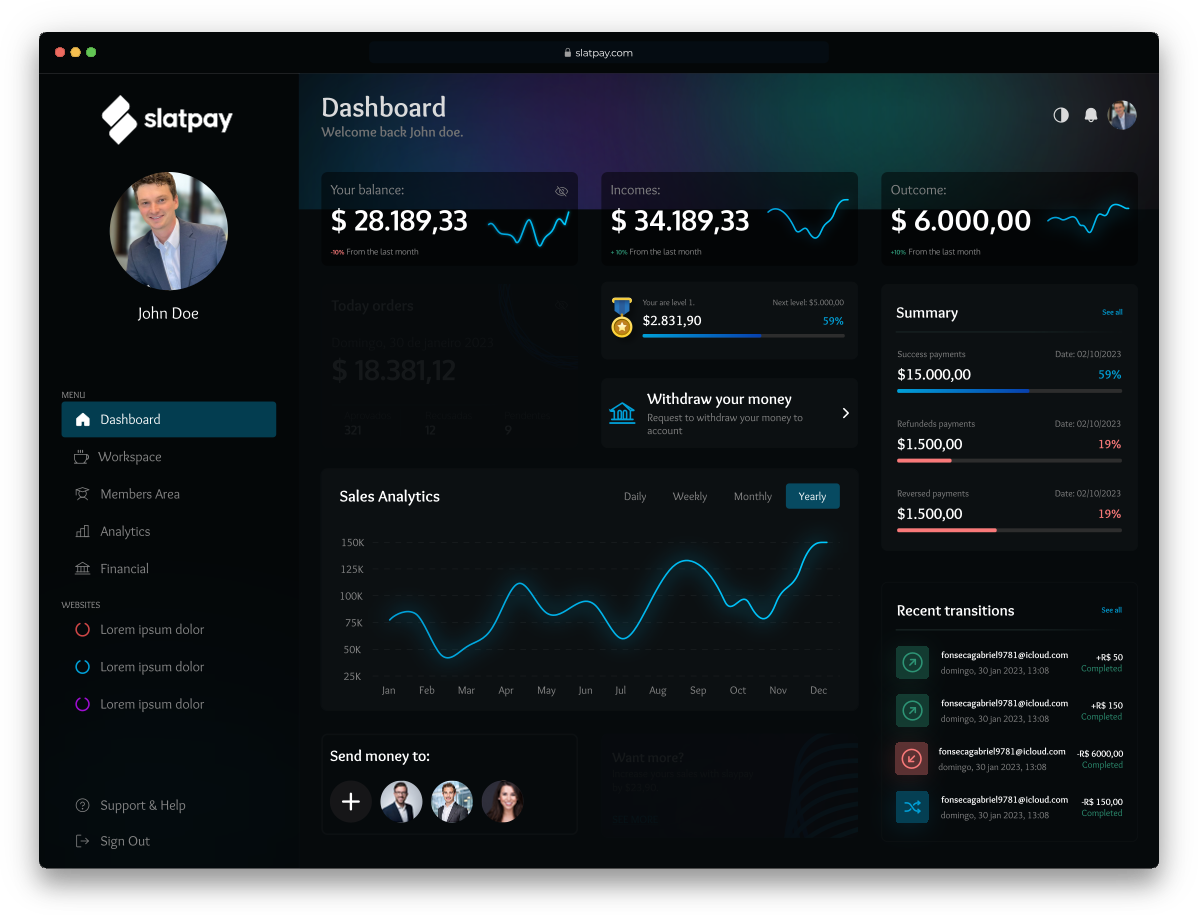 slatpay.com
slatpay
John Doe
MENU
Dashboard
Workspace
Members Area
Analytics
Financial
WEBSITES
Lorem ipsum dolor
Lorem ipsum dolor
Lorem ipsum dolor
Support & Help
Sign Out
Dashboard
Welcome back John doe.
Your balance:
$ 28.189,33
-10% From the last month
Incomes:
$ 34.189,33
+ 10% From the last month
Outcome:
$ 6.000,00
+10% From the last month
Today orders
$ 18.381,12
321 12 9
Your are level 1. Next level: $5.000,00
$2.831,90 59%
Withdraw your money
Request to withdraw your money to
account
Summary See all
Success payments Date: 02/10/2023
$15.000,00 59%
Refundeds payments Date: 02/10/2023
$1.500,00 19%
Reversed payments Date: 02/10/2023
$1.500,00 19%
Sales Analytics Daily Weekly Monthly Yearly
150K
125K
100K
75K
50K
25K
Jan Feb Mar Apr May Jun Jul Aug Sep Oct Nov Dec
Send money to:
Want more?
Recent transitions See all
fonsecagabriel9781@icloud.com +R$ 50
domingo, 30 jan 2023, 13:08 Completed
fonsecagabriel9781@icloud.com +R$ 150
domingo, 30 jan 2023, 13:08 Completed
fonsecagabriel9781@icloud.com -R$ 6000,00
domingo, 30 jan 2023, 13:08 Completed
fonsecagabriel9781@icloud.com -R$ 150,00
domingo, 30 jan 2023, 13:08 Completed